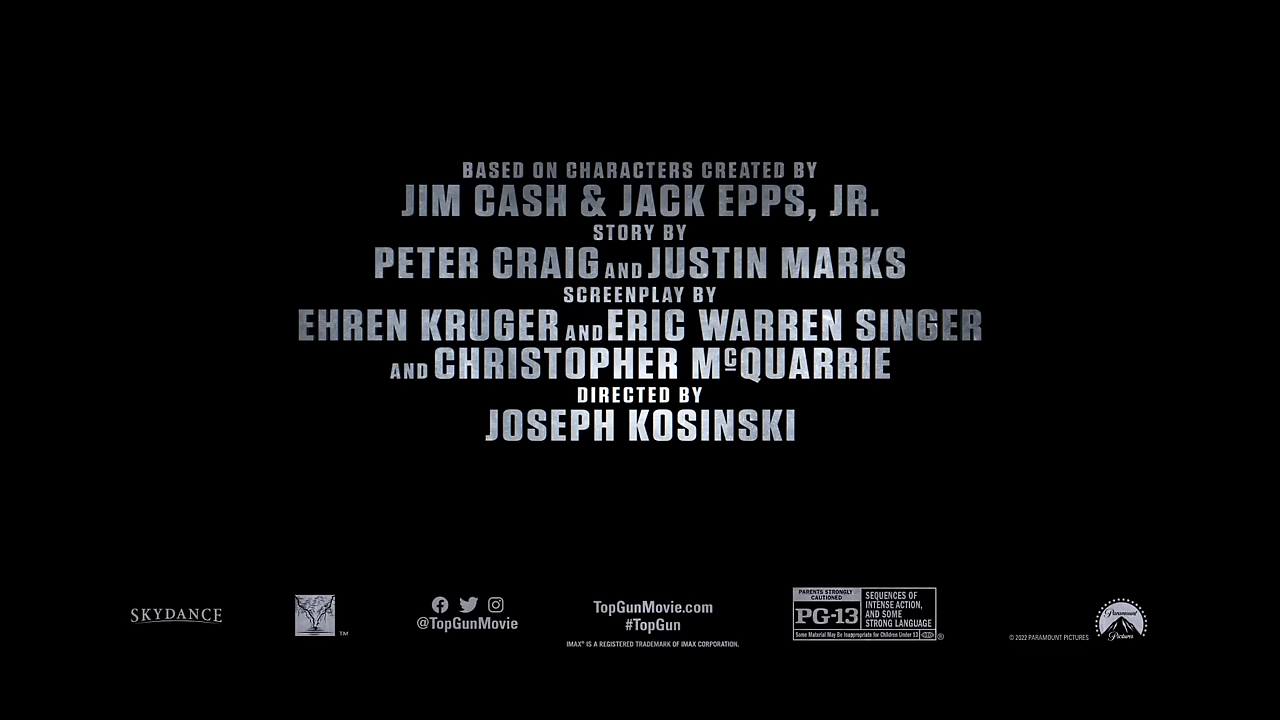 BASED ON CHARACTERS CREATED BY
JIM CASH & JACK EPPS, JR.
STORY BY
PETER CRAIG AND JUSTIN MARKS
SCREENPLAY BY
EHREN KRUGER AND ERIC WARREN SINGER
AND CHRISTOPHER McQUARRIE
DIRECTED BY
JOSEPH KOSINSKI
SKYDANCE
TM
@TopGunMovie
TopGunMovie.com
#TopGun
IMAX® IS A REGISTERED TRADEMARK OF IMAX CORPORATION.
PARENTS STRONGLY CAUTIONED
PG-13
SEQUENCES OF
INTENSE ACTION,
AND SOME
STRONG LANGUAGE
Some Material May Be Inappropriate for Children Under 13
®
© 2022 PARAMOUNT PICTURES
Paramount
Pictures